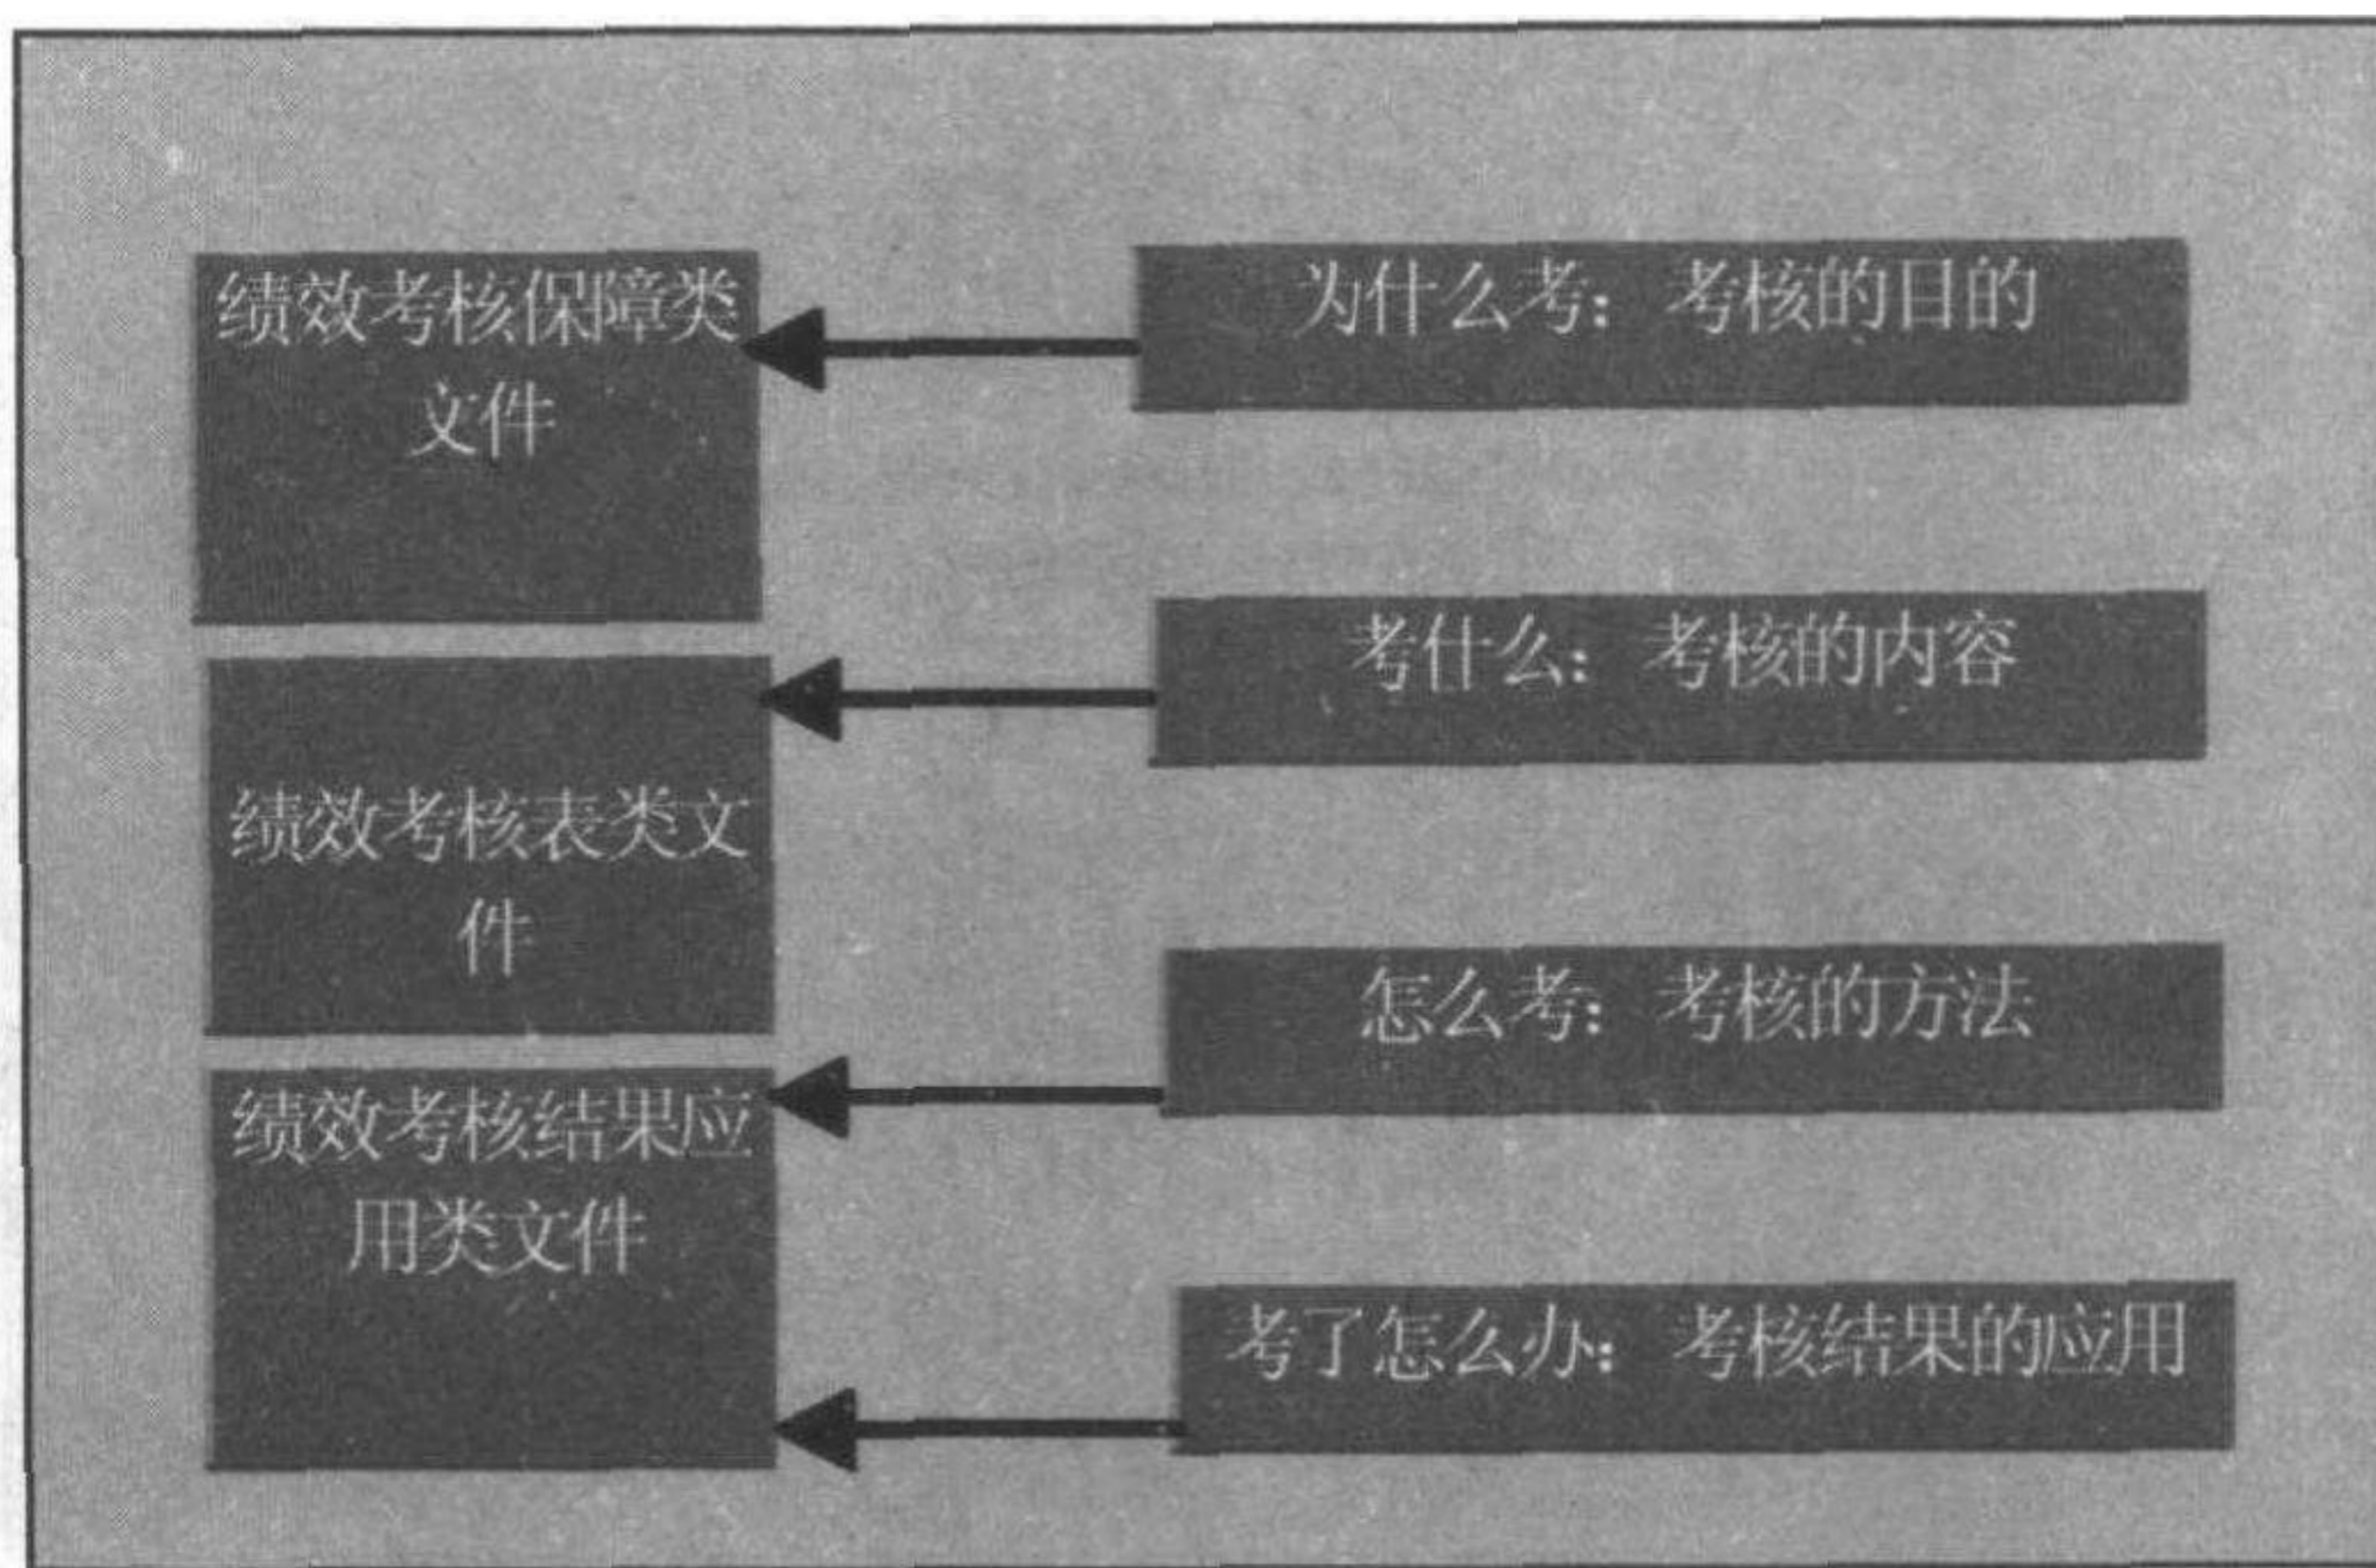 绩效考核保障类
文件
绩效考核表类文
件
绩效考核结果应
用类文件
为什么考：考核的目的
考什么：考核的内容
怎么考：考核的方法
考了怎么办：考核结果的应用